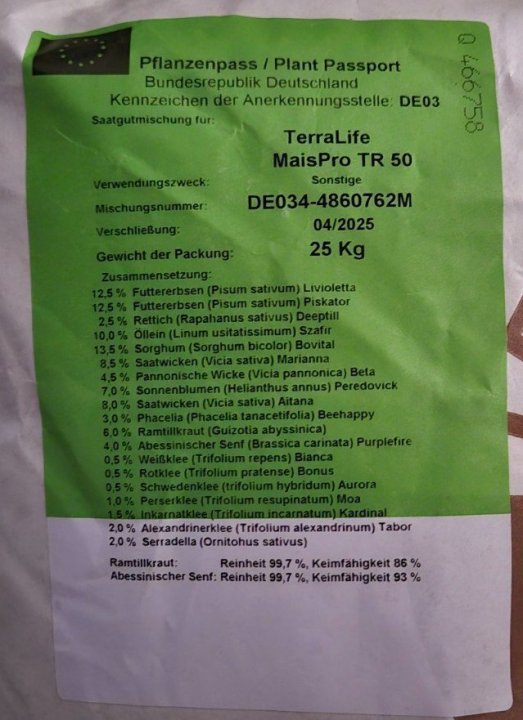 Pflanzenpass / Plant Passport
Bundesrepublik Deutschland
Kennzeichen der Anerkennungsstelle: DE03
Q 466758
Saatgutmischung für:
TerraLife
MaisPro TR 50
Verwendungszweck: Sonstige
Mischungsnummer: DE034-4860762M
Verschließung: 04/2025
Gewicht der Packung: 25 Kg
Zusammensetzung:
12,5 % Futtererbsen (Pisum sativum) Livioletta
12,5 % Futtererbsen (Pisum sativum) Piskator
2,5 % Rettich (Rapahanus sativus) Deeptill
10,0 % Öllein (Linum usitatissimum) Szafir
13,5 % Sorghum (Sorghum bicolor) Bovital
8,5 % Saatwicken (Vicia sativa) Marianna
4,5 % Pannonische Wicke (Vicia pannonica) Beta
7,0 % Sonnenblumen (Helianthus annus) Peredovick
8,0 % Saatwicken (Vicia sativa) Aitana
3,0 % Phacelia (Phacelia tanacetifolia) Beehappy
6,0 % Ramtillkraut (Guizotia abyssinica)
4,0 % Abessinischer Senf (Brassica carinata) Purplefire
0,5 % Weißklee (Trifolium repens) Bianca
0,5 % Rotklee (Trifolium pratense) Bonus
0,5 % Schwedenklee (trifolium hybridum) Aurora
1,0 % Perserklee (Trifolium resupinatum) Moa
1,5 % Inkarnatklee (Trifolium incarnatum) Kardinal
2,0 % Alexandrinerklee (Trifolium alexandrinum) Tabor
2,0 % Serradella (Ornitohus sativus)
Ramtillkraut: Reinheit 99,7 %, Keimfähigkeit 86 %
Abessinischer Senf: Reinheit 99,7 %, Keimfähigkeit 93 %